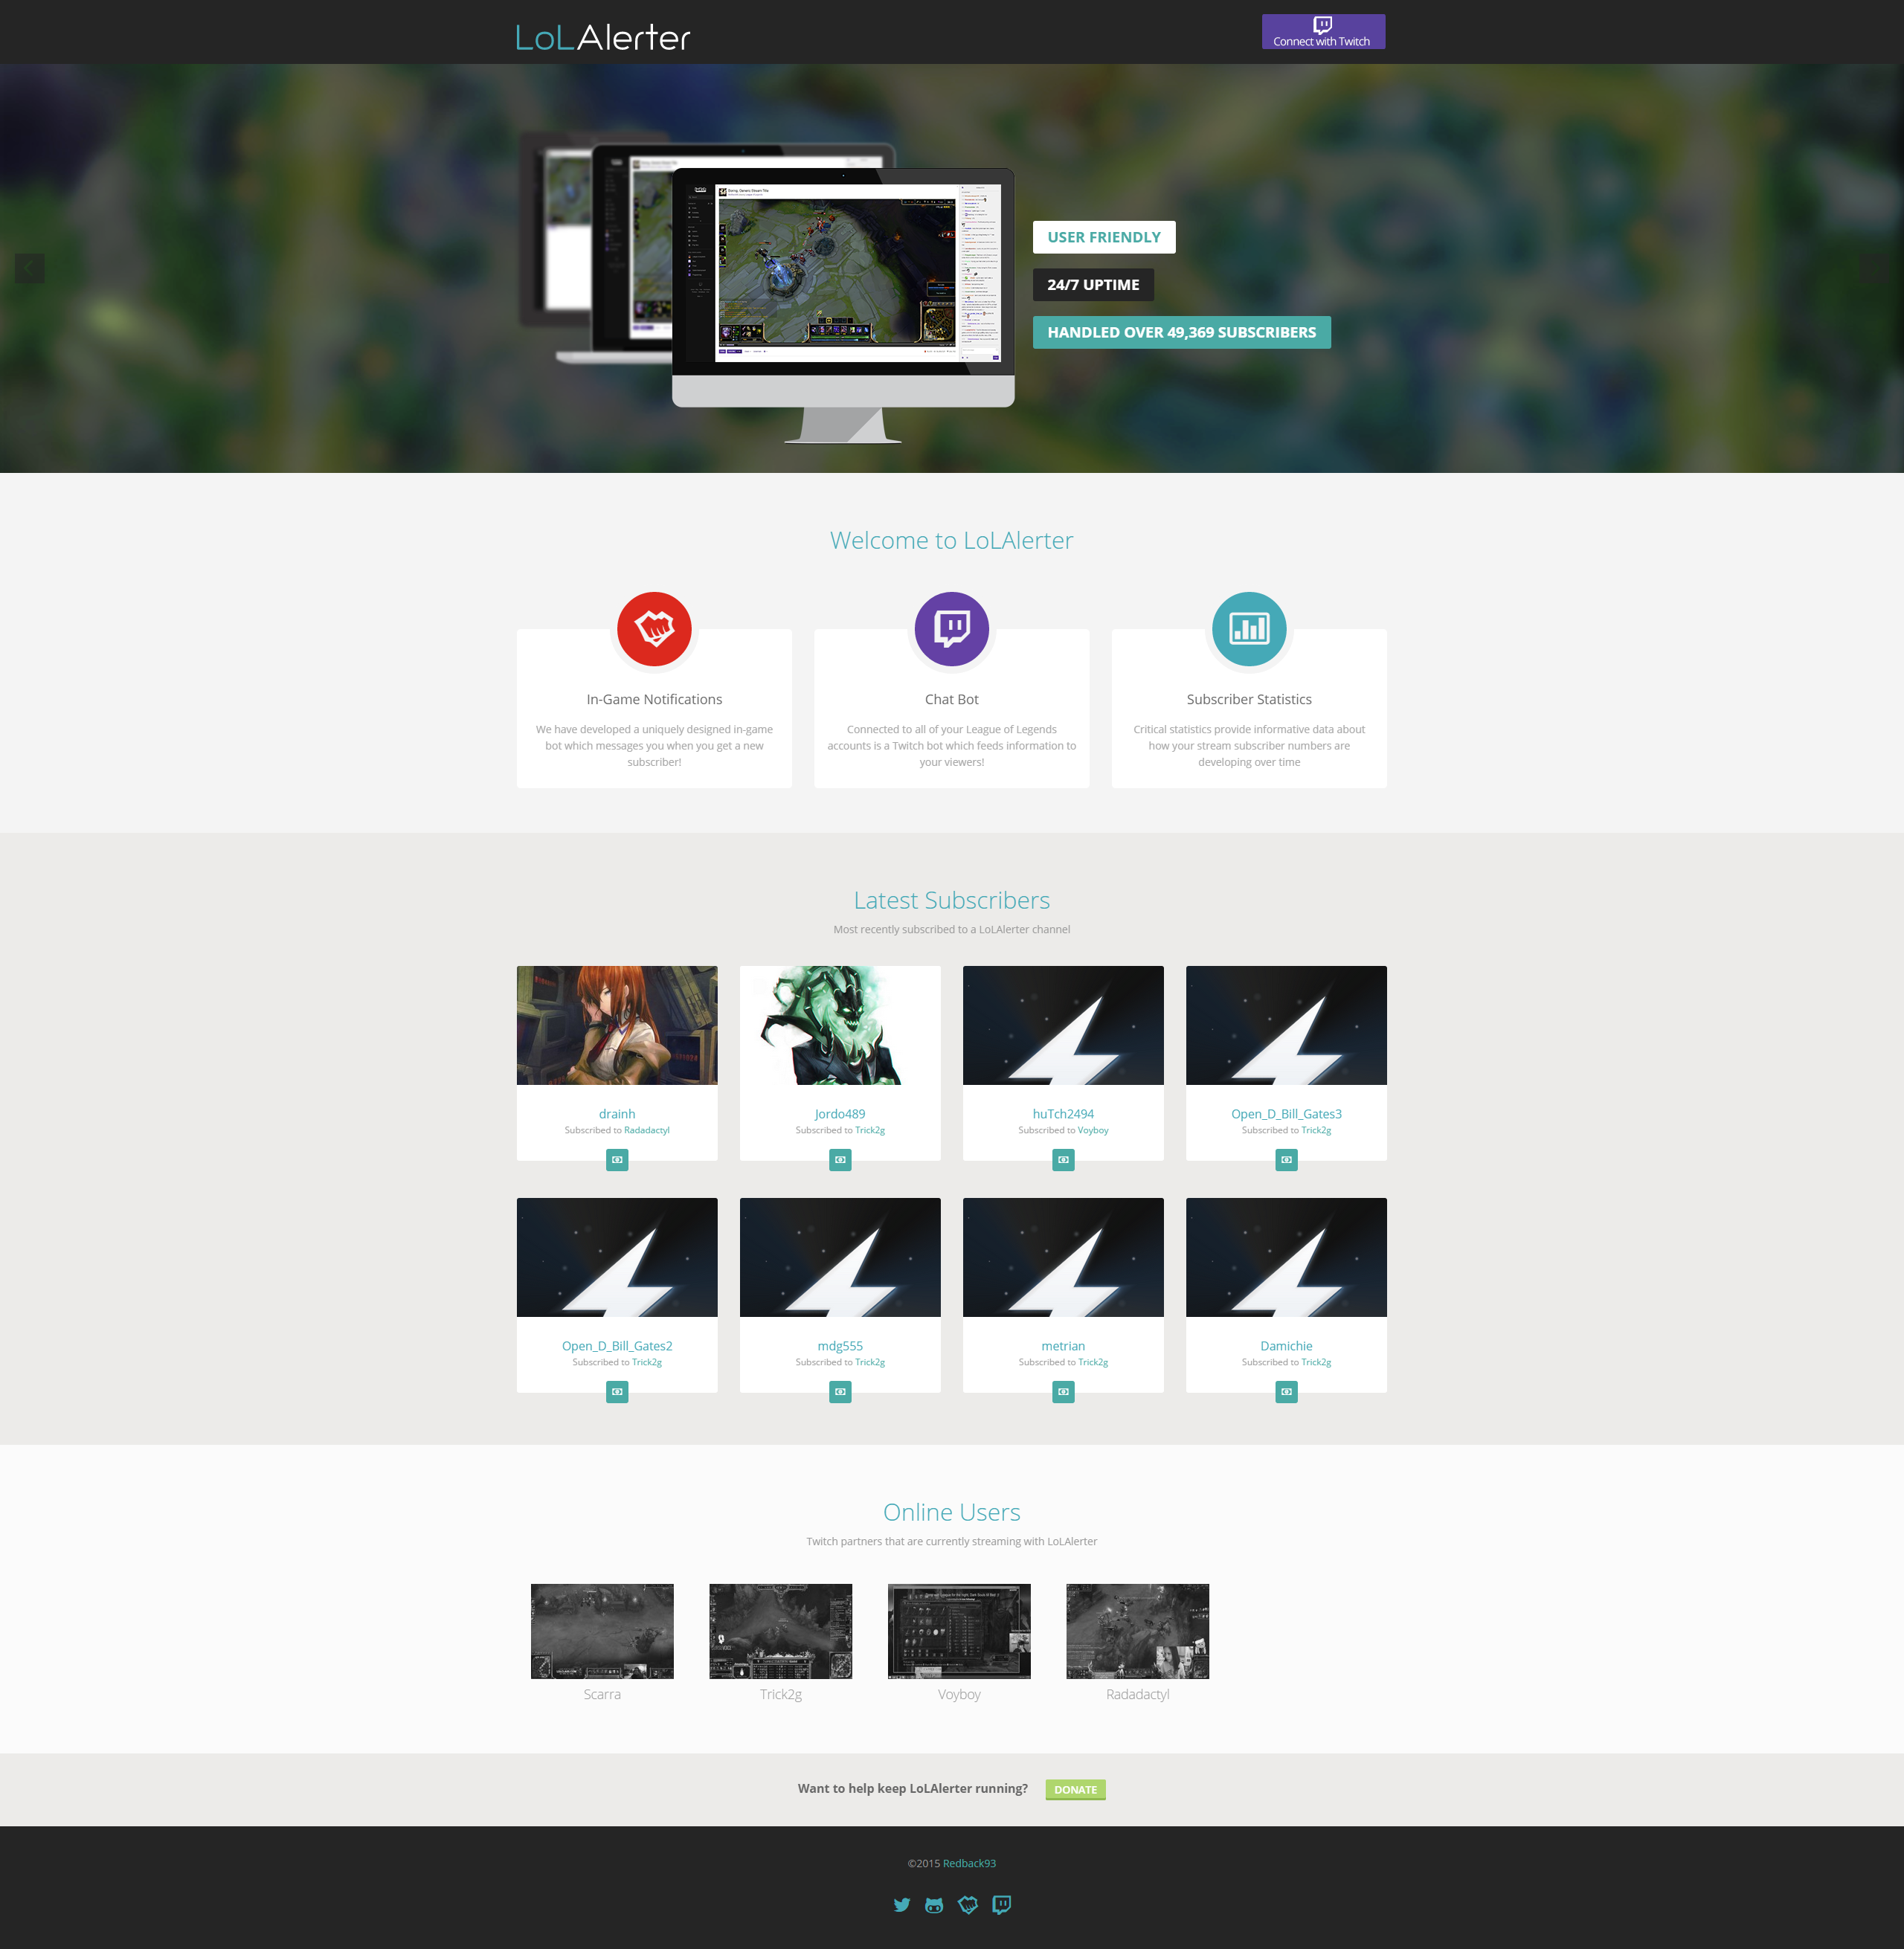 LoLAlerter
Connect with Twitch
USER FRIENDLY
24/7 UPTIME
HANDLED OVER 49,369 SUBSCRIBERS
Welcome to LoLAlerter
In-Game Notifications
We have developed a uniquely designed in-game
bot which messages you when you get a new
subscriber!
Chat Bot
Connected to all of your League of Legends
accounts is a Twitch bot which feeds information to
your viewers!
Subscriber Statistics
Critical statistics provide informative data about
how your stream subscriber numbers are
developing over time
Latest Subscribers
Most recently subscribed to a LoLAlerter channel
drainh
Subscribed to Radadactyl
Jordo489
Subscribed to Trick2g
huTch2494
Subscribed to Voyboy
Open_D_Bill_Gates3
Subscribed to Trick2g
Open_D_Bill_Gates2
Subscribed to Trick2g
mdg555
Subscribed to Trick2g
metrian
Subscribed to Trick2g
Damichie
Subscribed to Trick2g
Online Users
Twitch partners that are currently streaming with LoLAlerter
Scarra
Trick2g
Voyboy
Radadactyl
Want to help keep LoLAlerter running?
DONATE
©2015 Redback93